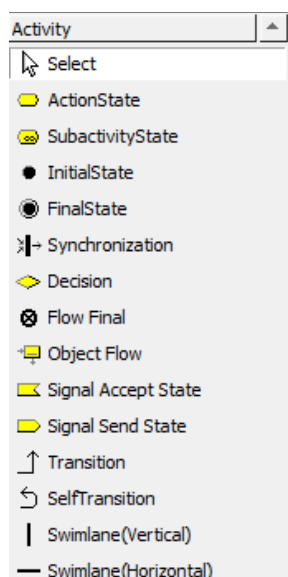 Activity
Select
ActionState
SubactivityState
InitialState
FinalState
Synchronization
Decision
Flow Final
Object Flow
Signal Accept State
Signal Send State
Transition
SelfTransition
Swimlane(Vertical)
Swimlane(Horizontal)